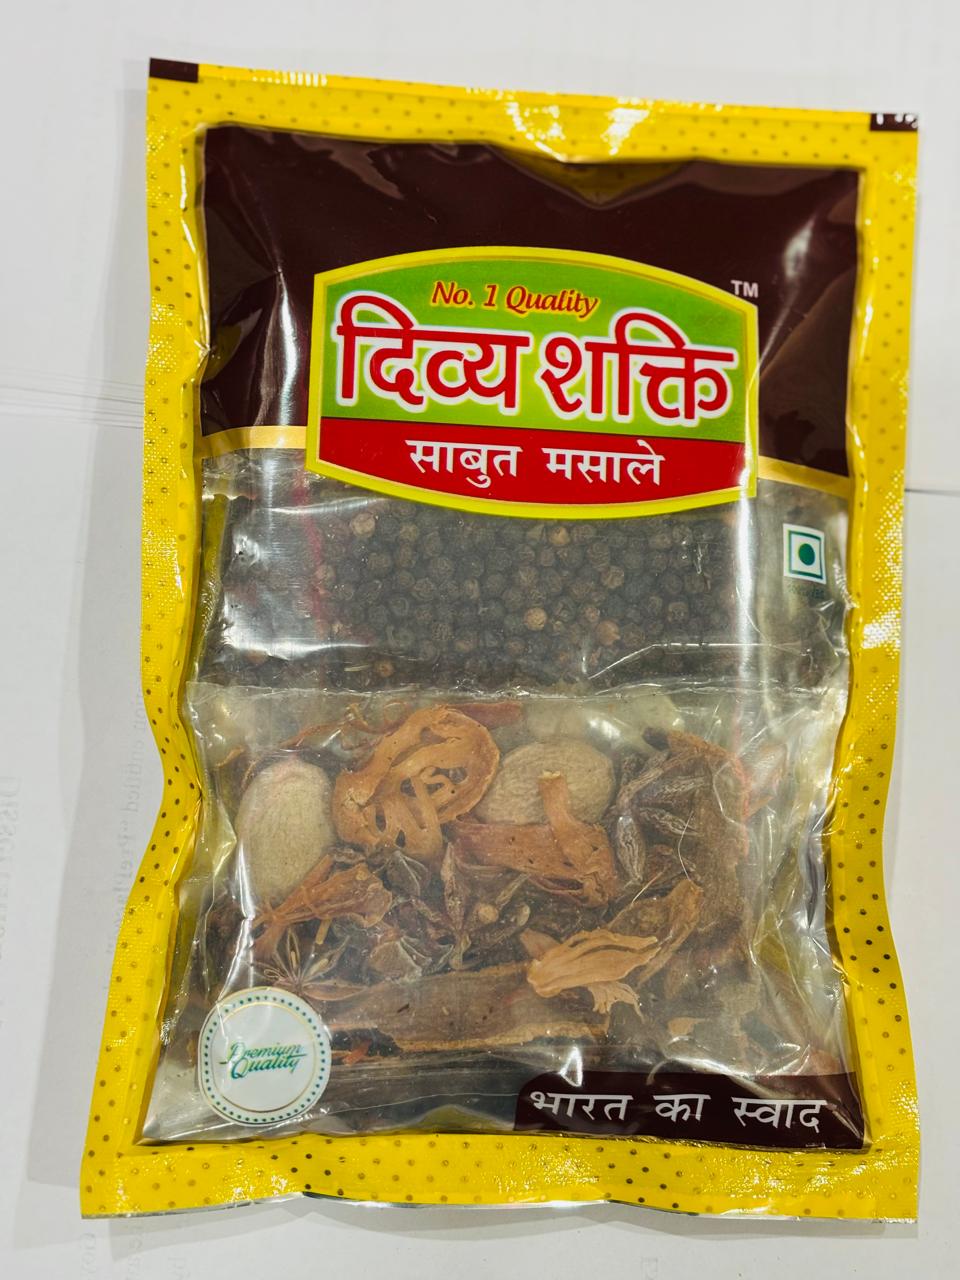 No. 1 Quality
TM
दिव्य शक्ति
साबुत मसाले
Premium
Quality
भारत का स्वाद